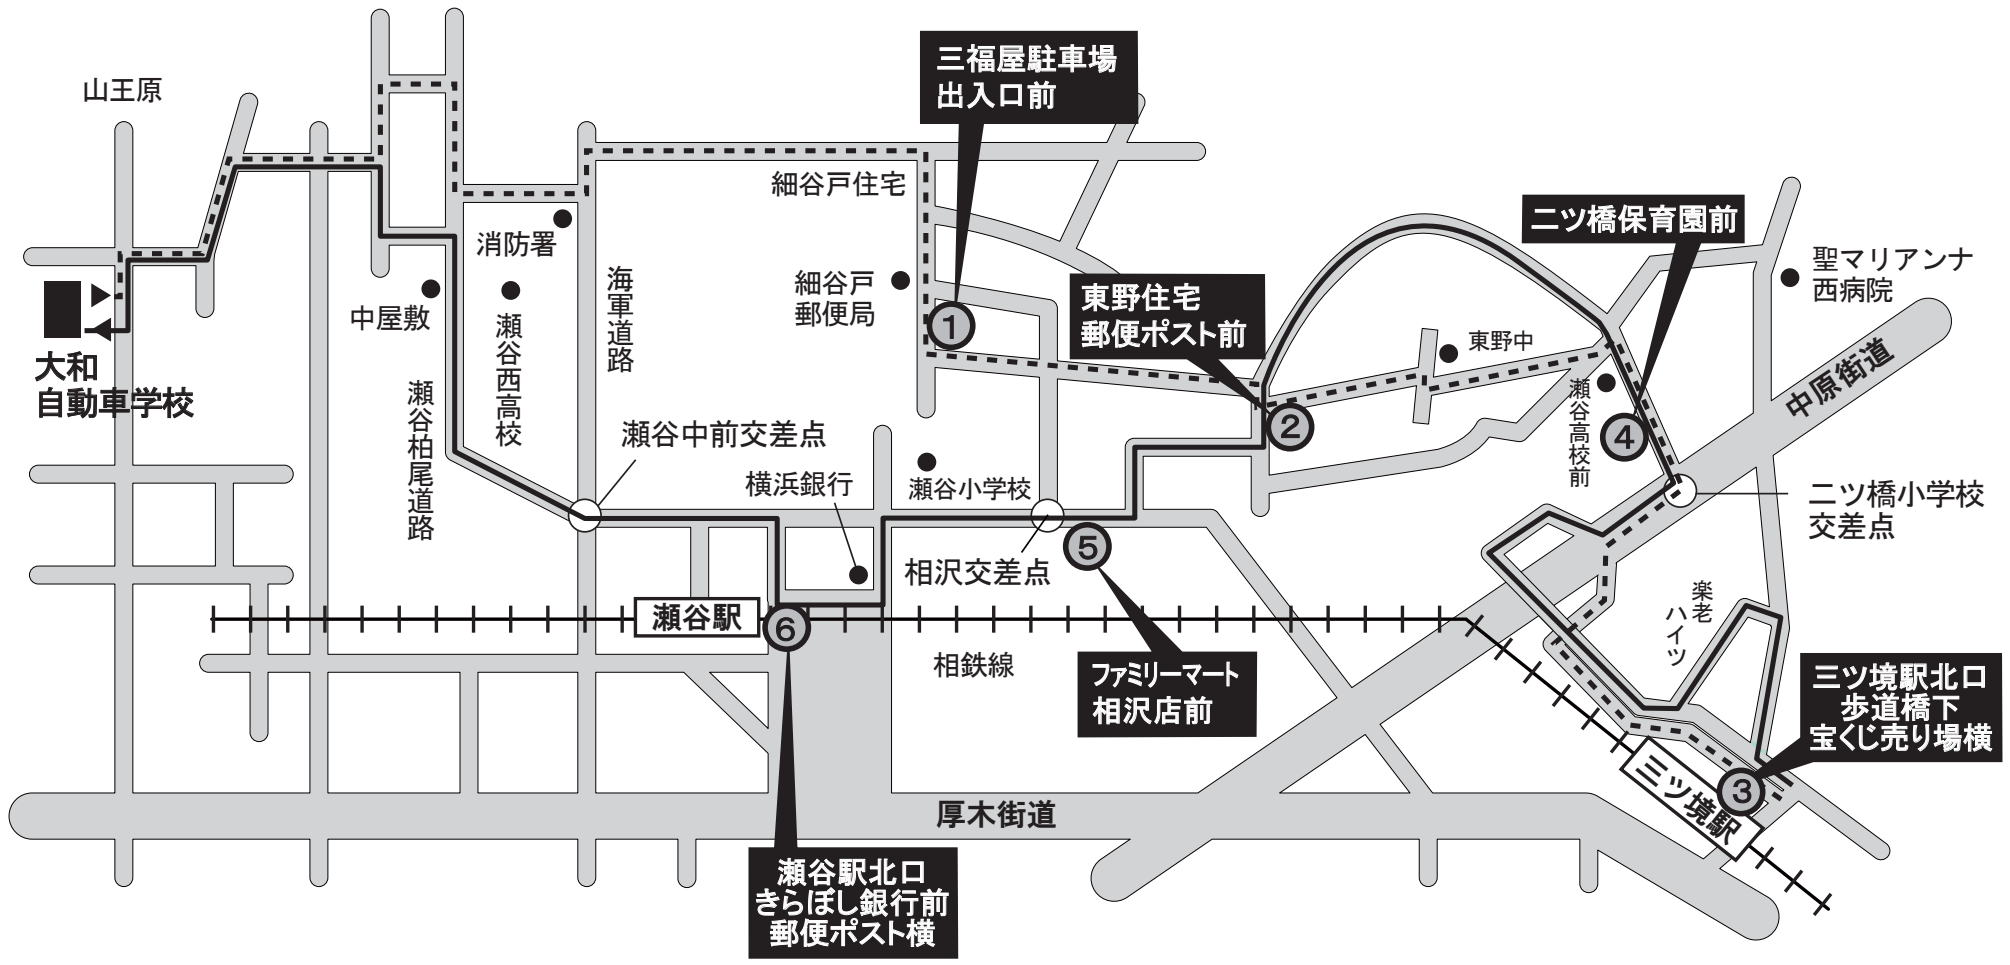 三福屋駐車場
出入口前
山王原
細谷戸住宅
二ツ橋保育園前
消防署
聖マリアンナ
西病院
細谷戸
郵便局
海軍道路
東野住宅
郵便ポスト前
中屋敷
瀬谷西高校
①
東野中
大和
自動車学校
瀬谷柏尾道路
瀬谷高校前
中原街道
②
④
瀬谷中前交差点
横浜銀行
瀬谷小学校
二ツ橋小学校
交差点
⑤
相沢交差点
楽老
ハイツ
瀬谷駅
⑥
相鉄線
ファミリーマート
相沢店前
三ツ境駅北口
歩道橋下
宝くじ売り場横
三ツ境駅
③
厚木街道
瀬谷駅北口
きらぼし銀行前
郵便ポスト横